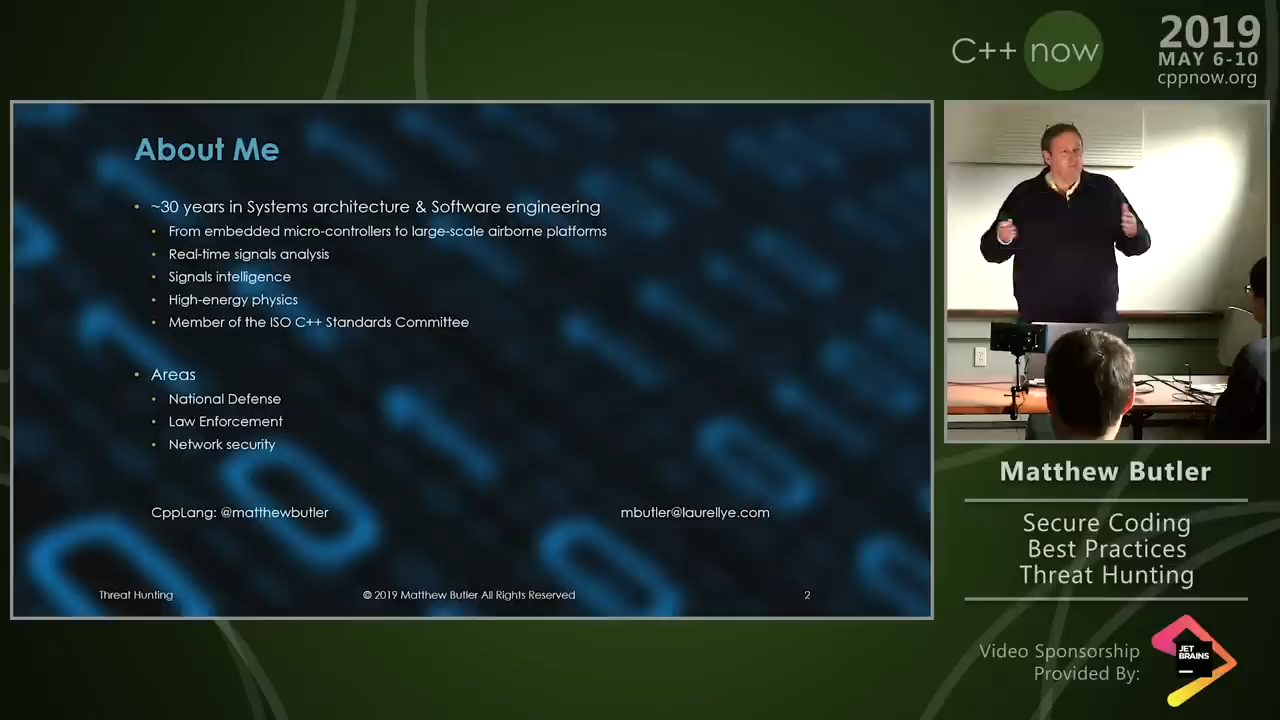 C++ now
2019
MAY 6-10
cppnow.org
About Me
• ~30 years in Systems architecture & Software engineering
• From embedded micro-controllers to large-scale airborne platforms
• Real-time signals analysis
• Signals intelligence
• High-energy physics
• Member of the ISO C++ Standards Committee
• Areas
• National Defense
• Law Enforcement
• Network security
CppLang: @matthewbutler
mbutler@laurellye.com
Threat Hunting
© 2019 Matthew Butler All Rights Reserved
2
Matthew Butler
Secure Coding
Best Practices
Threat Hunting
Video Sponsorship
Provided By:
JET
BRAINS